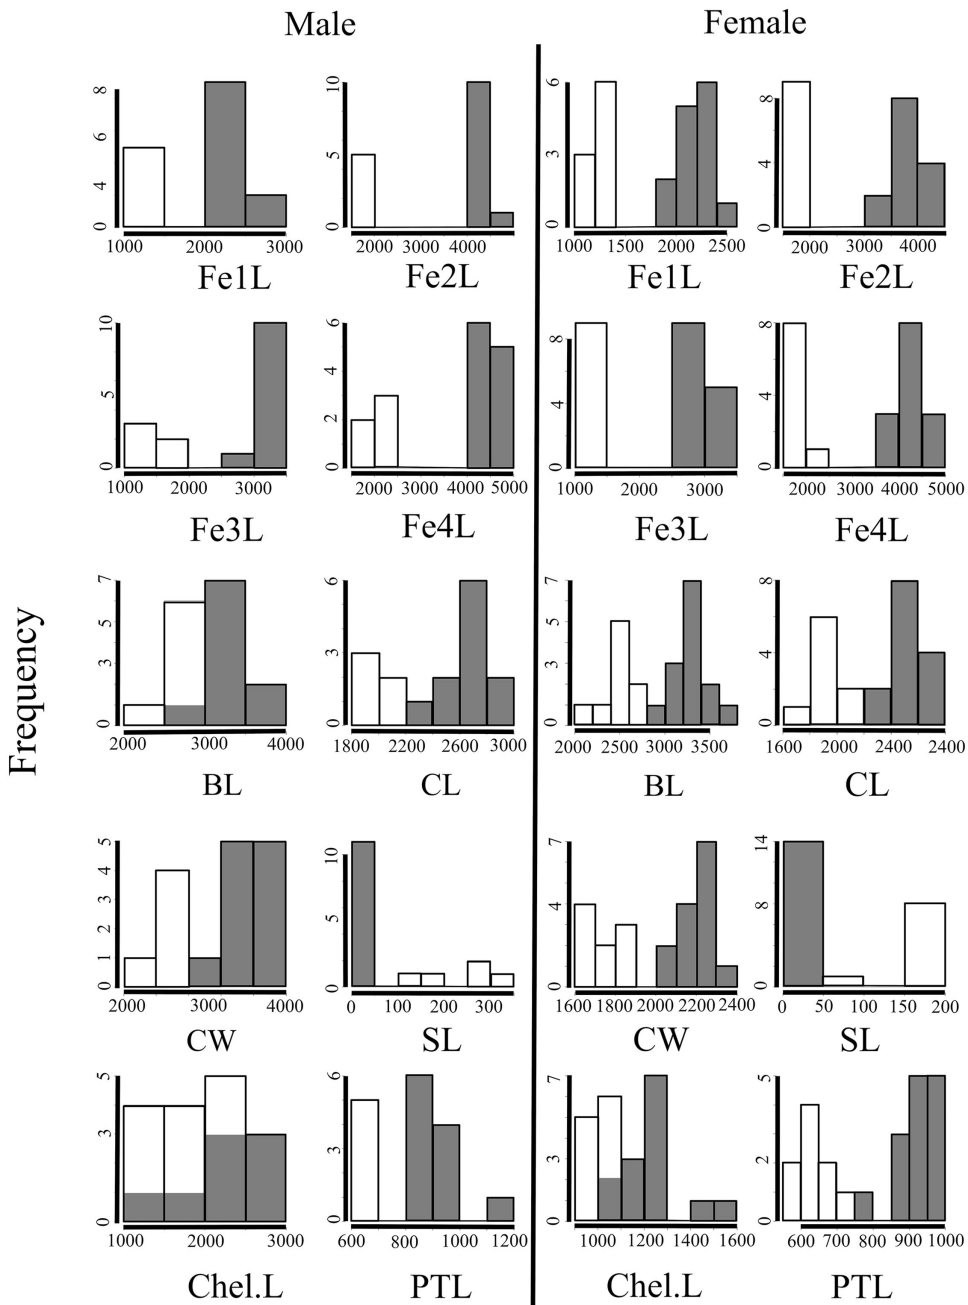 Male Female
8 6 4 0
10 5 0
6 3 0
8 4 0
1000 2000 3000
2000 4000
1000 1500 2000 2500
2000 3000 4000
Fe1L Fe2L Fe1L Fe2L
10 5 0
6 4 2 0
8 4 0
8 4 0
1000 2000 3000
2000 3000 4000 5000
1000 2000 3000
2000 3000 4000 5000
Fe3L Fe4L Fe3L Fe4L
Frequency
7 5 3 0
6 3 0
7 5 3 0
8 4 0
2000 3000 4000
1800 2200 2600 3000
2000 2500 3000 3500
1600 2000 2400 2400
BL CL BL CL
5 4 3 2 1 0
10 5 0
7 4 0
14 8 0
2000 3000 4000
0 100 200 300
1600 1800 2000 2200 2400
0 50 100 150 200
CW SL CW SL
5 3 0
6 4 2 0
7 3 0
5 2 0
1000 2000 3000
600 800 1000 1200
1000 1200 1400 1600
600 700 800 900 1000
Chel.L PTL Chel.L PTL